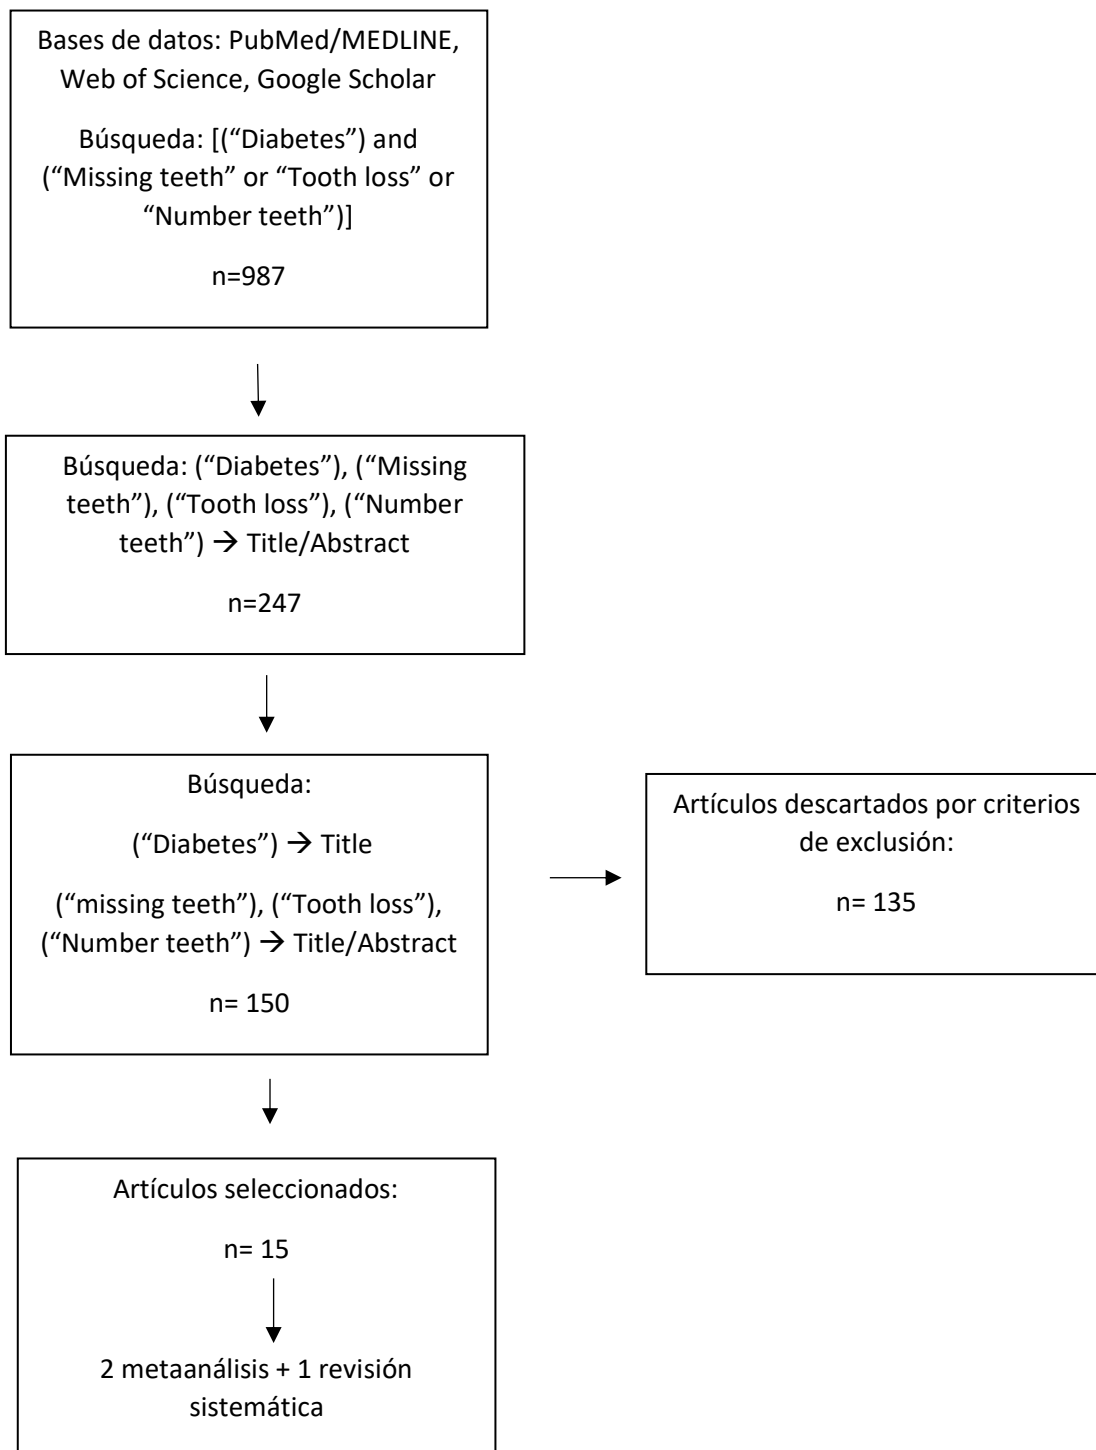 Bases de datos: PubMed/MEDLINE,
Web of Science, Google Scholar
Búsqueda: [(“Diabetes”) and
(“Missing teeth” or “Tooth loss” or
“Number teeth”)]
n=987
Búsqueda: (“Diabetes”), (“Missing
teeth”), (“Tooth loss”), (“Number
teeth”) → Title/Abstract
n=247
Búsqueda:
(“Diabetes”) → Title
(“missing teeth”), (“Tooth loss”),
(“Number teeth”) → Title/Abstract
n= 150
Artículos descartados por criterios
de exclusión:
n= 135
Artículos seleccionados:
n= 15
2 metaanálisis + 1 revisión
sistemática